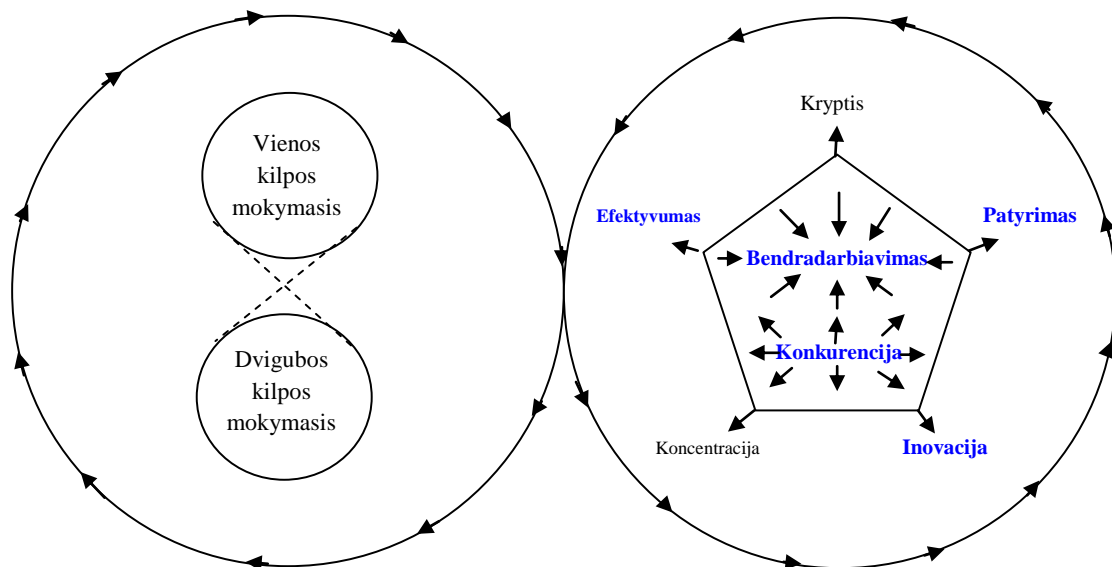 Vienos
kilpos
mokymasis
Dvigubos
kilpos
mokymasis
Kryptis
Efektyvumas
Patyrimas
Bendradarbiavimas
Konkurencija
Koncentracija
Inovacija